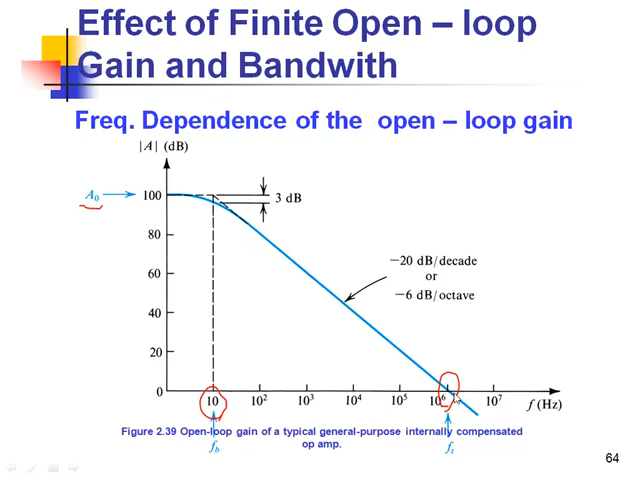 Effect of Finite Open – loop
Gain and Bandwith
Freq. Dependence of the open – loop gain
|A| (dB)
A₀
100
3 dB
80
−20 dB/decade
or
−6 dB/octave
60
40
20
0
10 10² 10³ 10⁴ 10⁵ 10⁶ 10⁷ f (Hz)
Figure 2.39 Open-loop gain of a typical general-purpose internally compensated
op amp.
f_b f_t
64